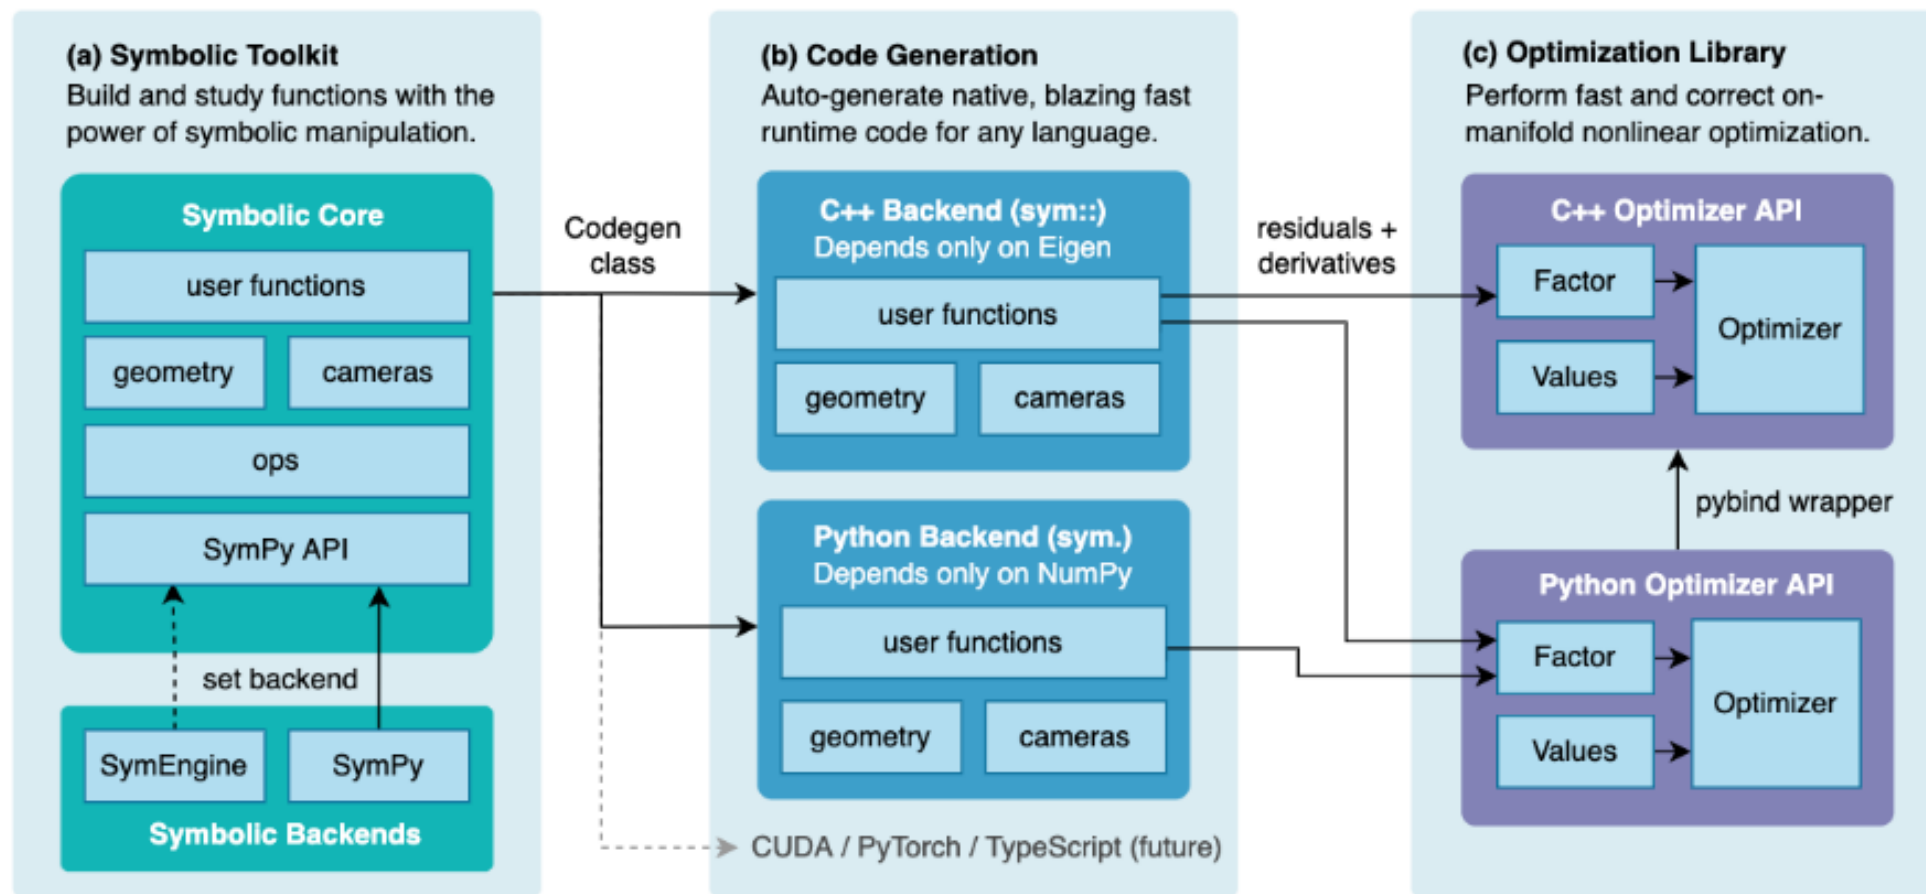 (a) Symbolic Toolkit
Build and study functions with the
power of symbolic manipulation.
Symbolic Core
user functions
geometry
cameras
ops
SymPy API
set backend
SymEngine
SymPy
Symbolic Backends
Codegen
class
(b) Code Generation
Auto-generate native, blazing fast
runtime code for any language.
C++ Backend (sym::)
Depends only on Eigen
user functions
geometry
cameras
Python Backend (sym.)
Depends only on NumPy
user functions
geometry
cameras
CUDA / PyTorch / TypeScript (future)
residuals +
derivatives
(c) Optimization Library
Perform fast and correct on-
manifold nonlinear optimization.
C++ Optimizer API
Factor
Values
Optimizer
pybind wrapper
Python Optimizer API
Factor
Values
Optimizer